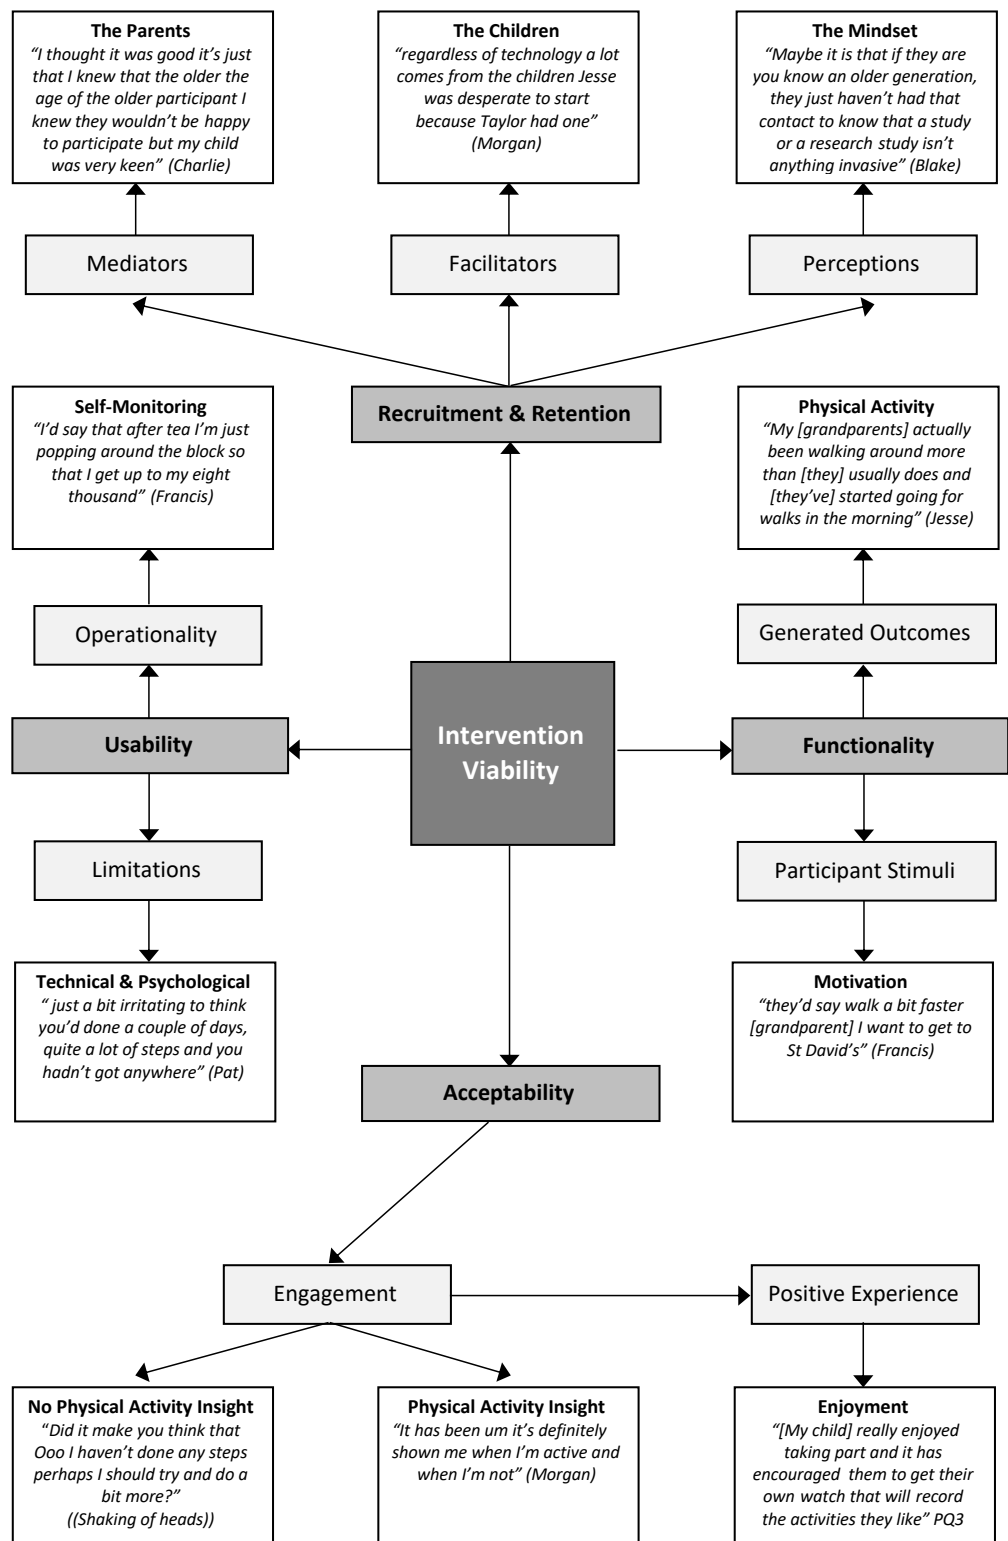 The Parents
“I thought it was good it’s just
that I knew that the older the
age of the older participant I
knew they wouldn’t be happy
to participate but my child
was very keen” (Charlie)
The Children
“regardless of technology a lot
comes from the children Jesse
was desperate to start
because Taylor had one”
(Morgan)
The Mindset
“Maybe it is that if they are
you know an older generation,
they just haven’t had that
contact to know that a study
or a research study isn’t
anything invasive” (Blake)
Mediators
Facilitators
Perceptions
Recruitment & Retention
Self-Monitoring
“I’d say that after tea I’m just
popping around the block so
that I get up to my eight
thousand” (Francis)
Physical Activity
“My [grandparents] actually
been walking around more
than [they] usually does and
[they’ve] started going for
walks in the morning” (Jesse)
Operationality
Generated Outcomes
Usability
Intervention
Viability
Functionality
Limitations
Participant Stimuli
Technical & Psychological
“ just a bit irritating to think
you’d done a couple of days,
quite a lot of steps and you
hadn’t got anywhere” (Pat)
Motivation
“they’d say walk a bit faster
[grandparent] I want to get to
St David’s” (Francis)
Acceptability
Engagement
Positive Experience
No Physical Activity Insight
“Did it make you think that
Ooo I haven’t done any steps
perhaps I should try and do a
bit more?”
((Shaking of heads))
Physical Activity Insight
“It has been um it’s definitely
shown me when I’m active and
when I’m not” (Morgan)
Enjoyment
“[My child] really enjoyed
taking part and it has
encouraged them to get their
own watch that will record
the activities they like” PQ3